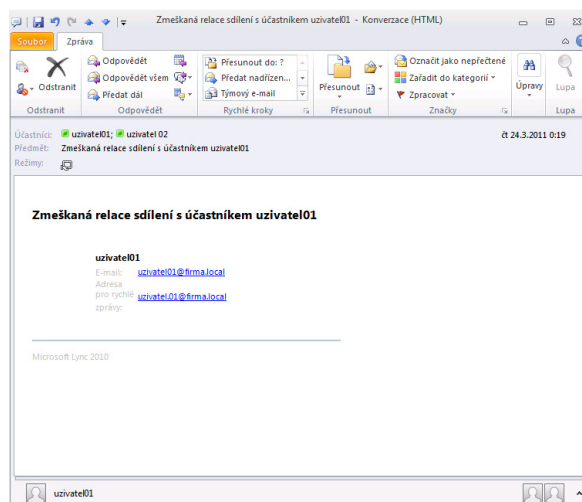 Zmeškaná relace sdílení s účastníkem uzivatel01 - Konverzace (HTML)
Soubor Zpráva
Odstranit
Odpovědět
Odpovědět všem
Předat dál
Přesunout do: ?
Předat nadřízen...
Týmový e-mail
Přesunout
Označit jako nepřečtené
Zařadit do kategorií
Zpracovat
Úpravy
Lupa
Odstranit Odpovědět Rychlé kroky Přesunout Značky Lupa
Účastníci: uzivatel01; uzivatel 02 čt 24.3.2011 0:19
Předmět: Zmeškaná relace sdílení s účastníkem uzivatel01
Režimy:
Zmeškaná relace sdílení s účastníkem uzivatel01
uzivatel01
E-mail: uzivatel01@firma.local
Adresa
pro rychlé uzivatel.01@firma.local
zprávy:
Microsoft Lync 2010
uzivatel01